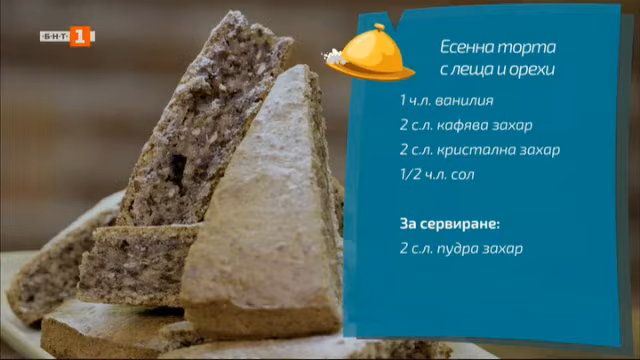 БНТ 1
Есенна торта
с леща и орехи
1 ч.л. ванилия
2 с.л. кафява захар
2 с.л. кристална захар
1/2 ч.л. сол
За сервиране:
2 с.л. пудра захар